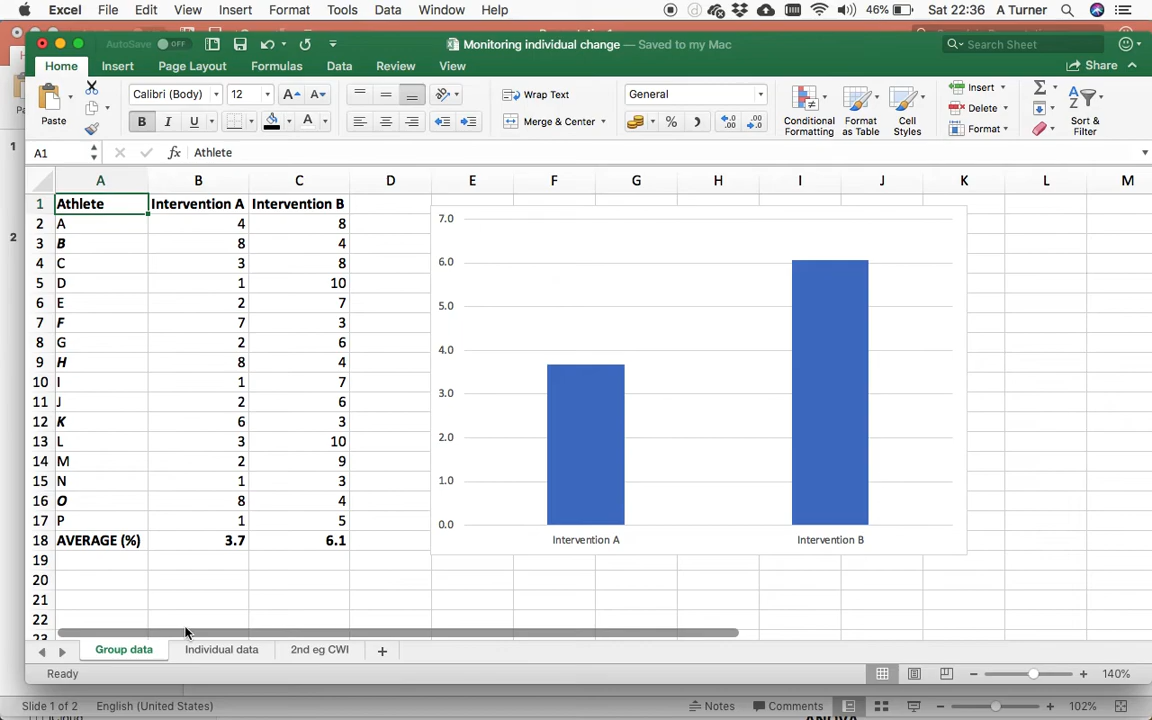 Excel File Edit View Insert Format Tools Data Window Help 46% Sat 22:36 A Turner
AutoSave OFF Monitoring individual change — Saved to my Mac Search Sheet
Home Insert Page Layout Formulas Data Review View Share
Calibri (Body) 12 A A Wrap Text General Insert
Paste B I U A Merge & Center % Conditional Formatting Format as Table Cell Styles Delete Format Sort & Filter
A1 fx Athlete
A B C D E F G H I J K L M
1 Athlete Intervention A Intervention B
2 A 4 8
3 B 8 4
4 C 3 8
5 D 1 10
6 E 2 7
7 F 7 3
8 G 2 6
9 H 8 4
10 I 1 7
11 J 2 6
12 K 6 3
13 L 3 10
14 M 2 9
15 N 1 3
16 O 8 4
17 P 1 5
18 AVERAGE (%) 3.7 6.1
19
20
21
22
23
7.0
6.0
5.0
4.0
3.0
2.0
1.0
0.0
Intervention A Intervention B
Group data Individual data 2nd eg CWI
Ready 140%
1
2
Slide 1 of 2 English (United States) Notes Comments 102%